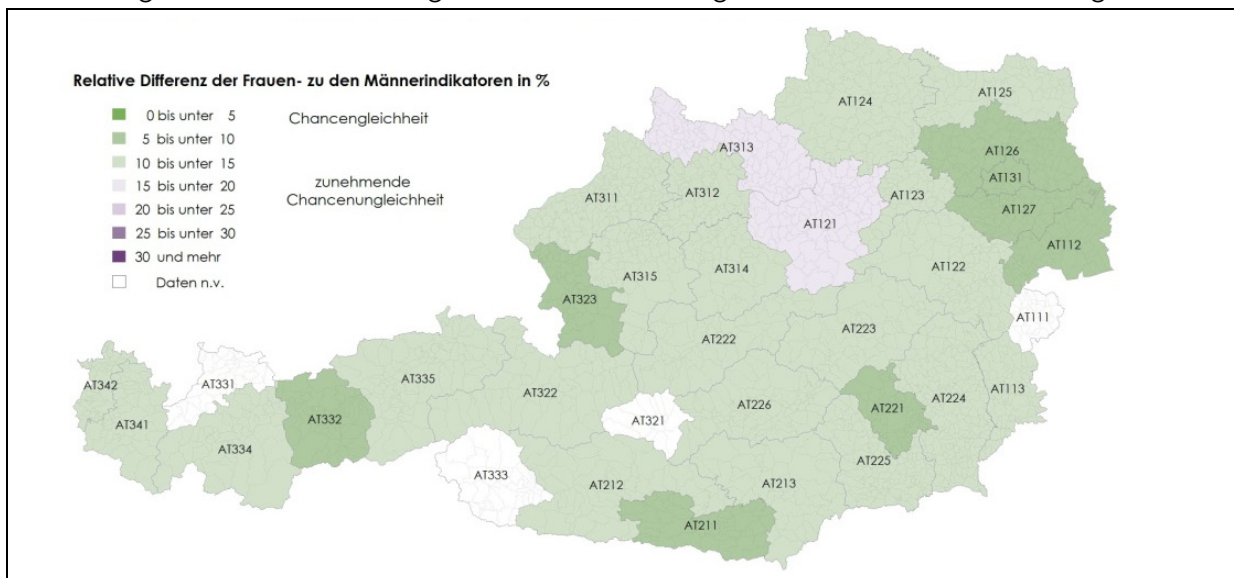 Relative Differenz der Frauen- zu den Männerindikatoren in %
0 bis unter 5
Chancengleichheit
5 bis unter 10
10 bis unter 15
15 bis unter 20
zunehmende
Chancenungleichheit
20 bis unter 25
25 bis unter 30
30 und mehr
Daten n.v.
AT124
AT125
AT126
AT313
AT131
AT311
AT312
AT123
AT127
AT121
AT112
AT122
AT314
AT315
AT323
AT111
AT223
AT222
AT342
AT331
AT335
AT322
AT113
AT341
AT332
AT321
AT226
AT221
AT224
AT334
AT225
AT333
AT212
AT213
AT211